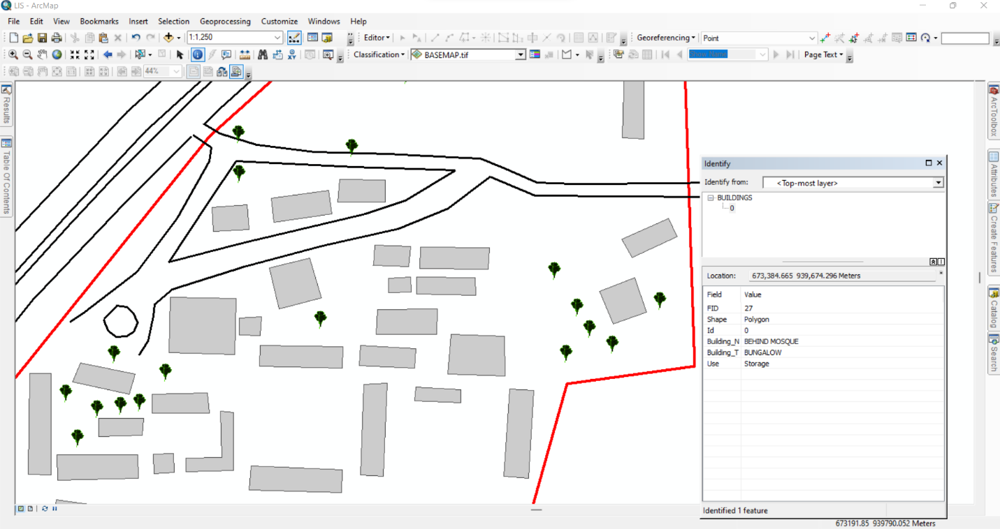 LIS - ArcMap
File Edit View Bookmarks Insert Selection Geoprocessing Customize Windows Help
1:1,250 Editor Georeferencing Point
Classification BASEMAP.tif Page Text
44%
Results
Table Of Contents
ArcToolbox
Attributes
Create Features
Catalog
Search
Identify
Identify from: <Top-most layer>
BUILDINGS
0
Location: 673,384.665 939,674.296 Meters
Field Value
FID 27
Shape Polygon
Id 0
Building_N BEHIND MOSQUE
Building_T BUNGALOW
Use Storage
Identified 1 feature
673191.85 939790.052 Meters